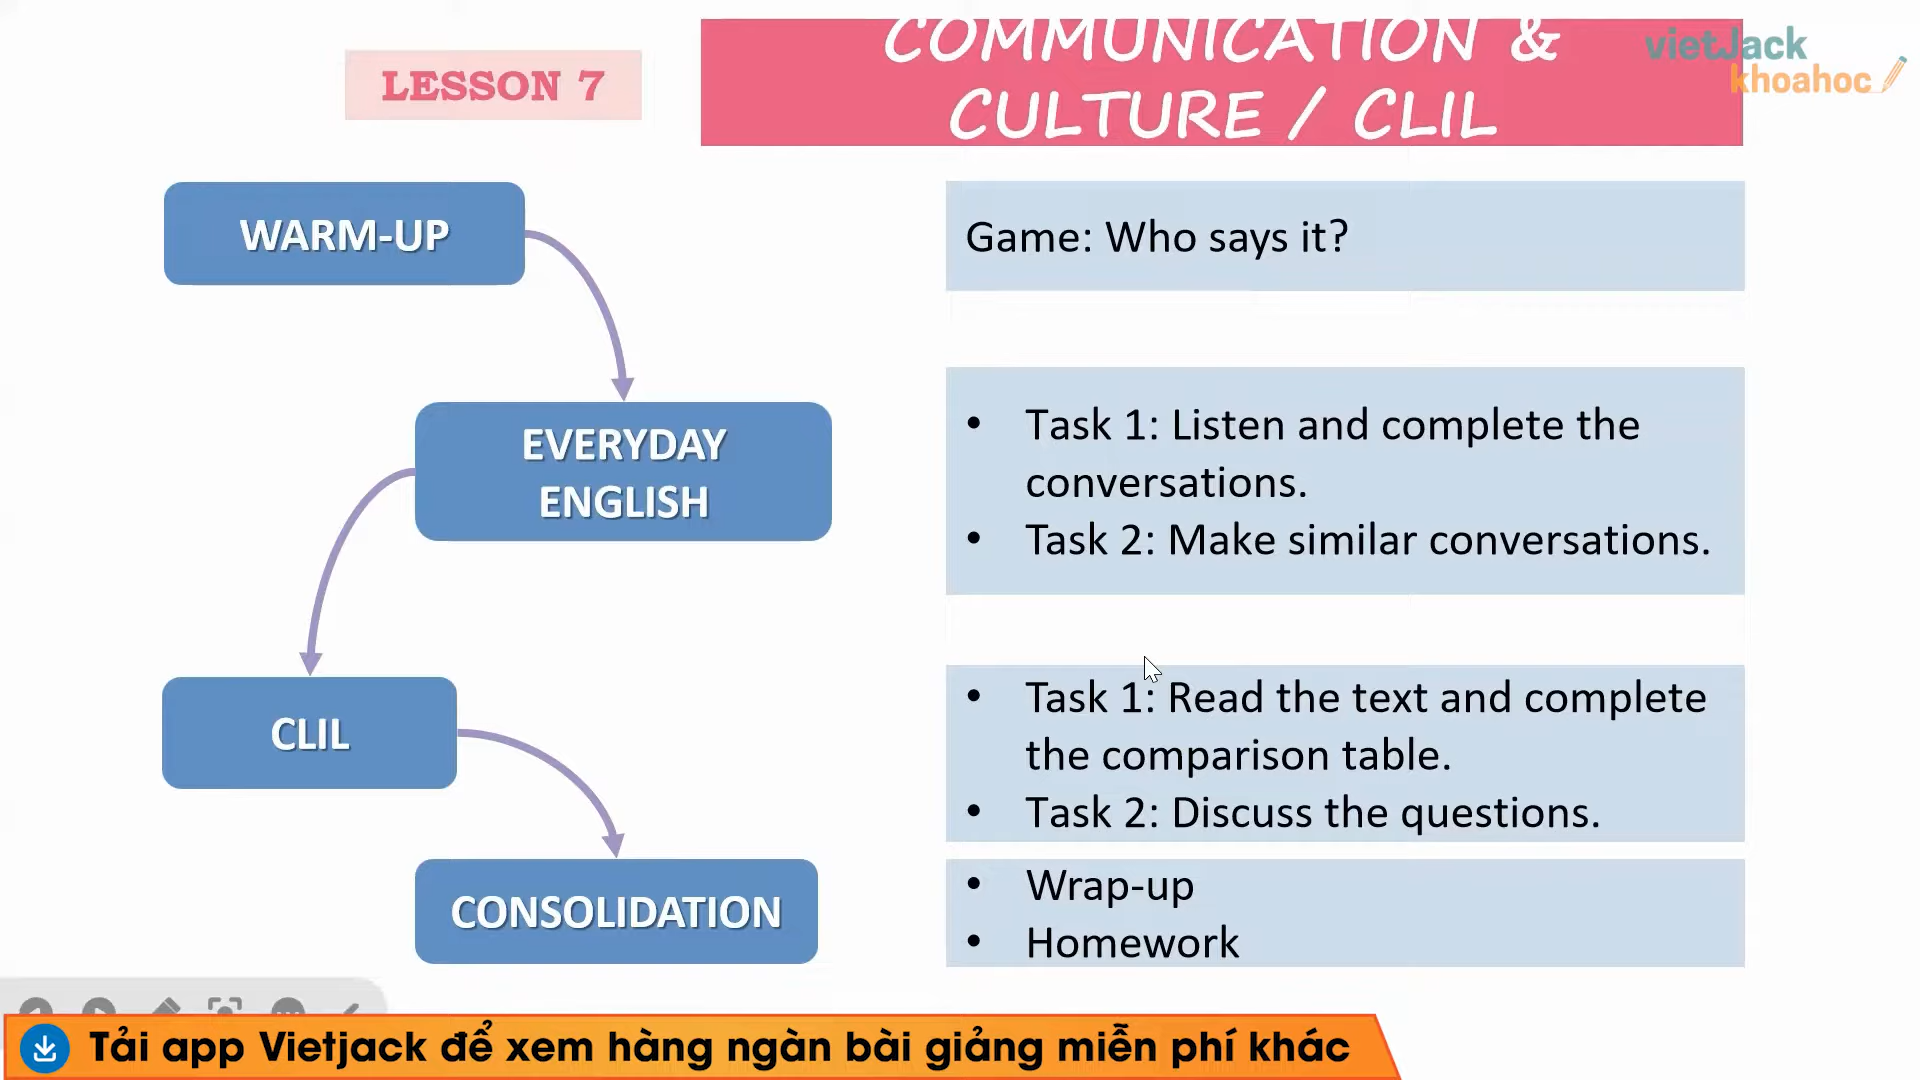 LESSON 7
COMMUNICATION &
CULTURE / CLIL
vietJack
khoahoc
WARM-UP
Game: Who says it?
EVERYDAY
ENGLISH
• Task 1: Listen and complete the
conversations.
• Task 2: Make similar conversations.
CLIL
• Task 1: Read the text and complete
the comparison table.
• Task 2: Discuss the questions.
CONSOLIDATION
• Wrap-up
• Homework
Tải app Vietjack để xem hàng ngàn bài giảng miễn phí khác